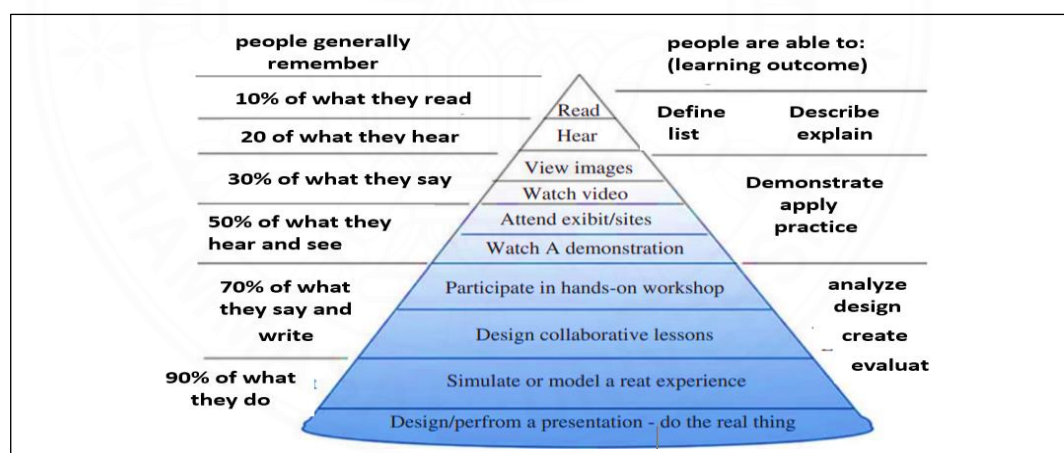 people generally
remember
10% of what they read
20 of what they hear
30% of what they say
50% of what they
hear and see
70% of what
they say and
write
90% of what
they do
Read
Hear
View images
Watch video
Attend exibit/sites
Watch A demonstration
Participate in hands-on workshop
Design collaborative lessons
Simulate or model a reat experience
Design/perfrom a presentation - do the real thing
people are able to:
(learning outcome)
Define
list
Describe
explain
Demonstrate
apply
practice
analyze
design
create
evaluat